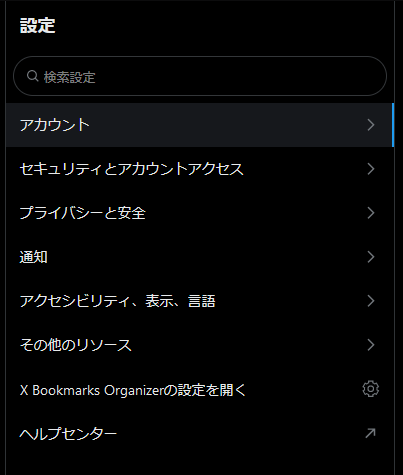 設定
検索設定
アカウント
セキュリティとアカウントアクセス
プライバシーと安全
通知
アクセシビリティ、表示、言語
その他のリソース
X Bookmarks Organizerの設定を開く
ヘルプセンター